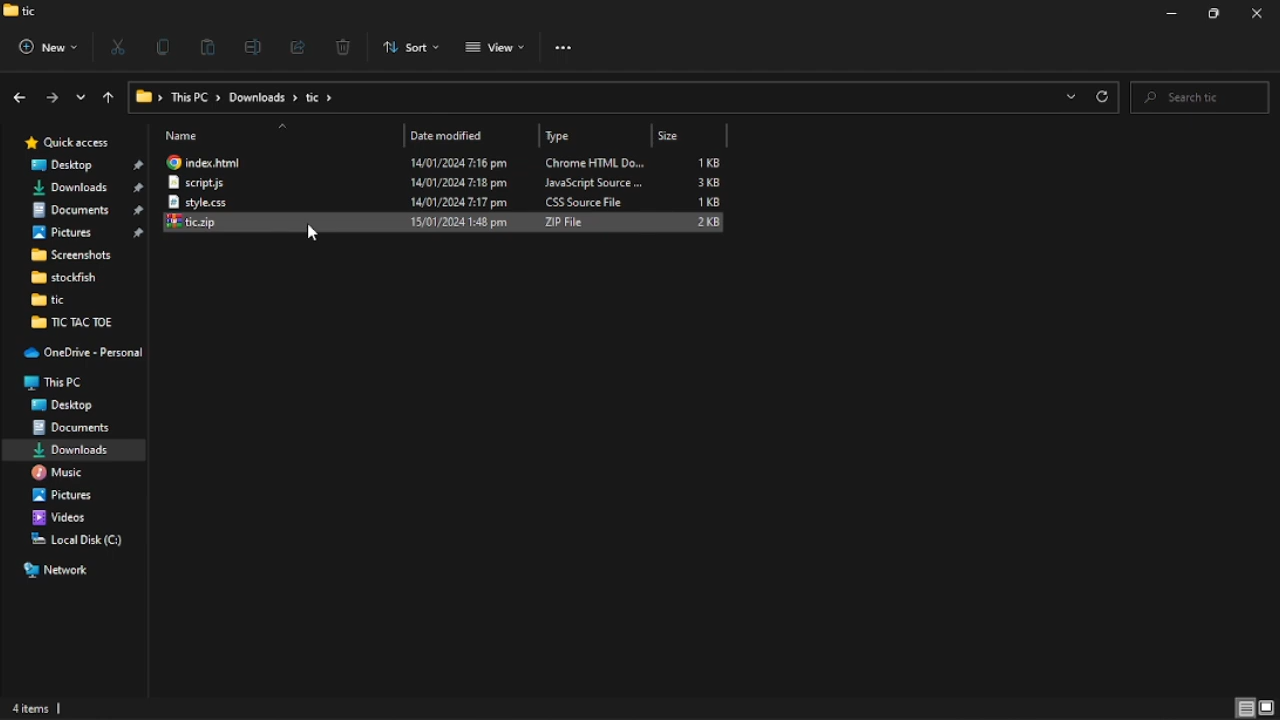 tic
New
Sort
View
This PC
Downloads
tic
Search tic
Name
Date modified
Type
Size
index.html 14/01/2024 7:16 pm Chrome HTML Do... 1 KB
script.js 14/01/2024 7:18 pm JavaScript Source ... 3 KB
style.css 14/01/2024 7:17 pm CSS Source File 1 KB
tic.zip 15/01/2024 1:48 pm ZIP File 2 KB
Quick access
Desktop
Downloads
Documents
Pictures
Screenshots
stockfish
tic
TIC TAC TOE
OneDrive - Personal
This PC
Desktop
Documents
Downloads
Music
Pictures
Videos
Local Disk (C:)
Network
4 items